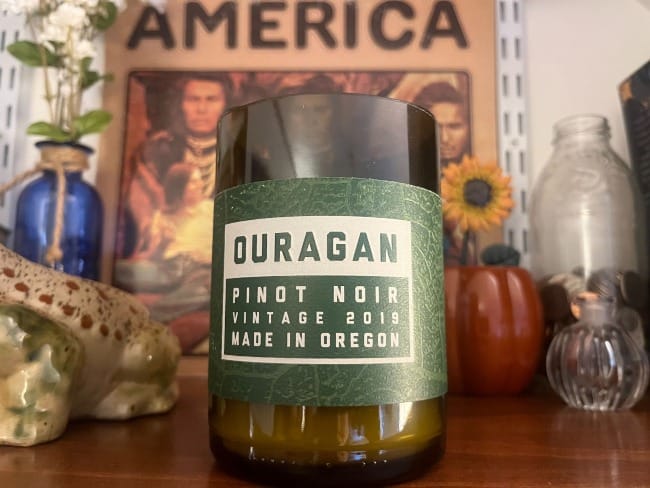 AMERICA
OURAGAN
PINOT NOIR
VINTAGE 2019
MADE IN OREGON